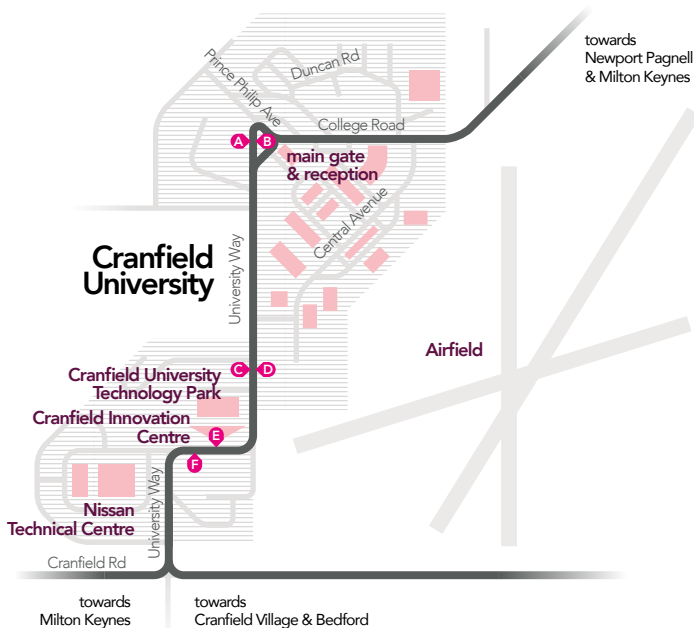 towards
Newport Pagnell
& Milton Keynes
Duncan Rd
Prince Philip Ave
College Road
A
B
main gate
& reception
Central Avenue
Cranfield
University
University Way
Airfield
C
D
Cranfield University
Technology Park
Cranfield Innovation
Centre
E
F
University Way
Nissan
Technical Centre
Cranfield Rd
towards
Milton Keynes
towards
Cranfield Village & Bedford